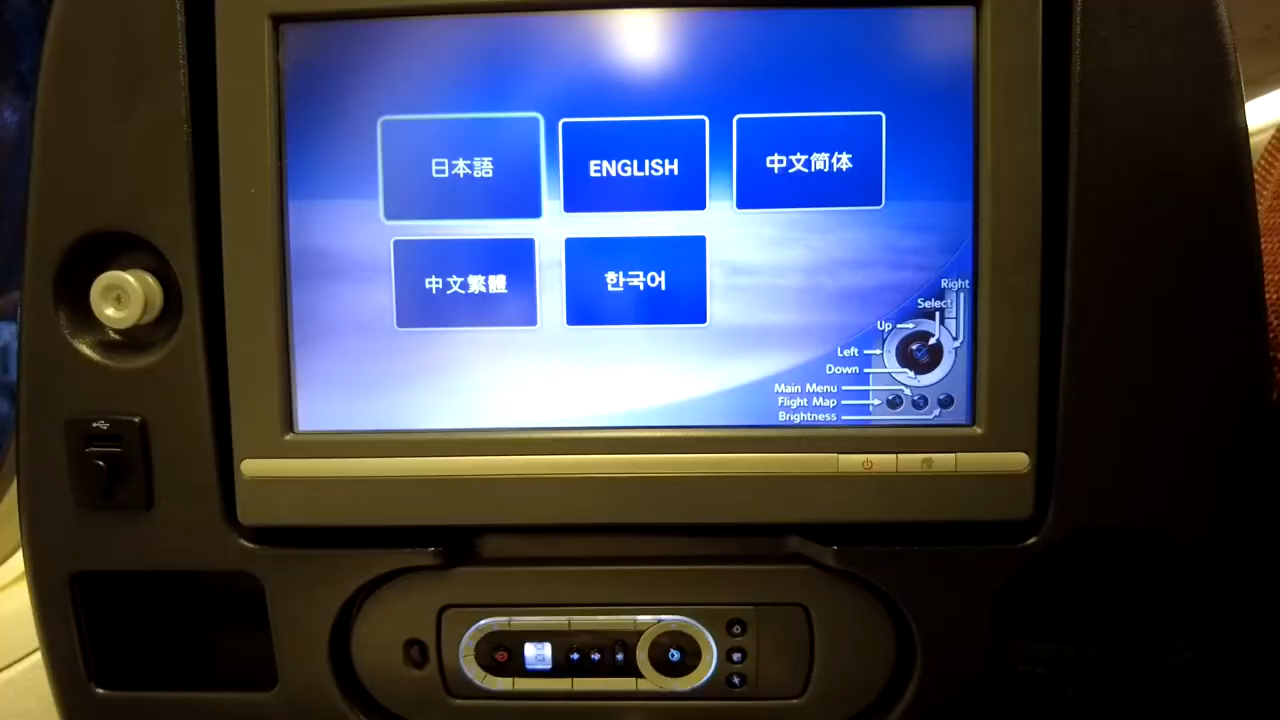 日本語
ENGLISH
中文简体
中文繁體
한국어
Right
Select
Up
Left
Down
Main Menu
Flight Map
Brightness